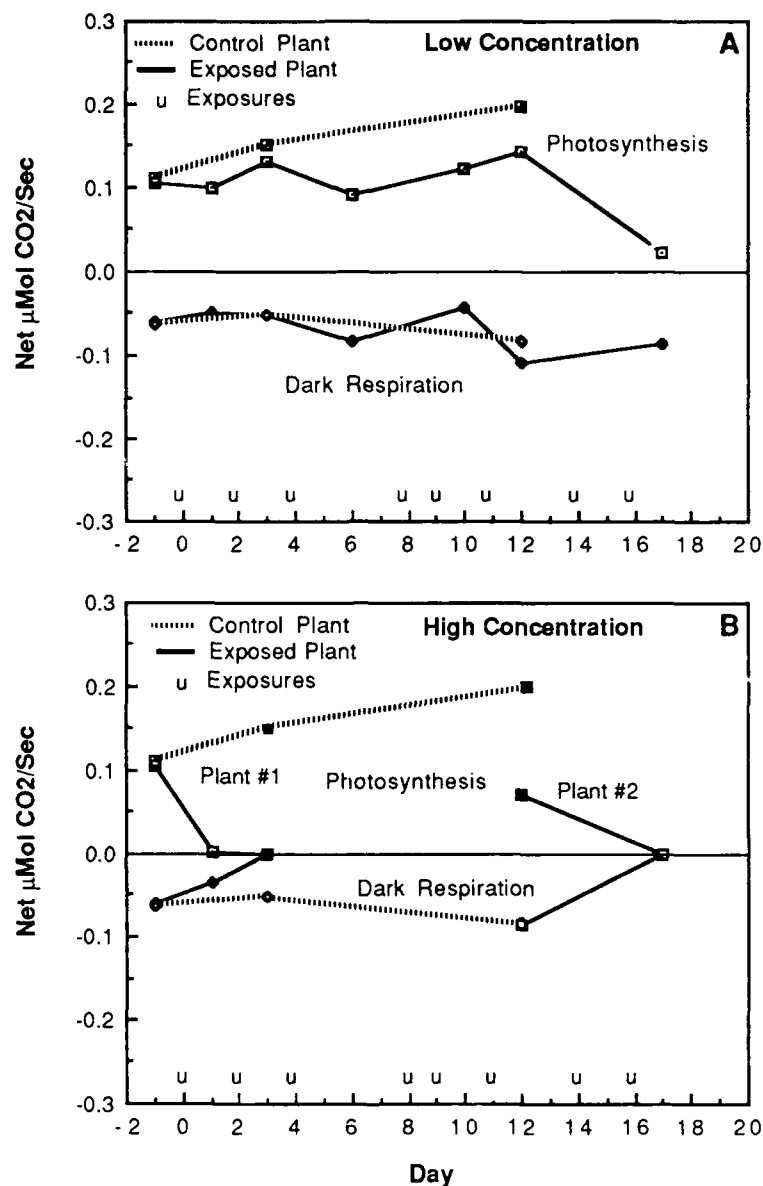 0.3
Control Plant Low Concentration A
Exposed Plant
u Exposures
0.2
Photosynthesis
0.1
0.0
-0.1
Dark Respiration
-0.2
u u u u u u u u
-0.3
-2 0 2 4 6 8 10 12 14 16 18 20
Net µMol CO2/Sec
0.3
Control Plant High Concentration B
Exposed Plant
u Exposures
0.2
Plant #1 Photosynthesis Plant #2
0.1
0.0
Dark Respiration
-0.1
-0.2
u u u u u u u u
-0.3
-2 0 2 4 6 8 10 12 14 16 18 20
Net µMol CO2/Sec
Day